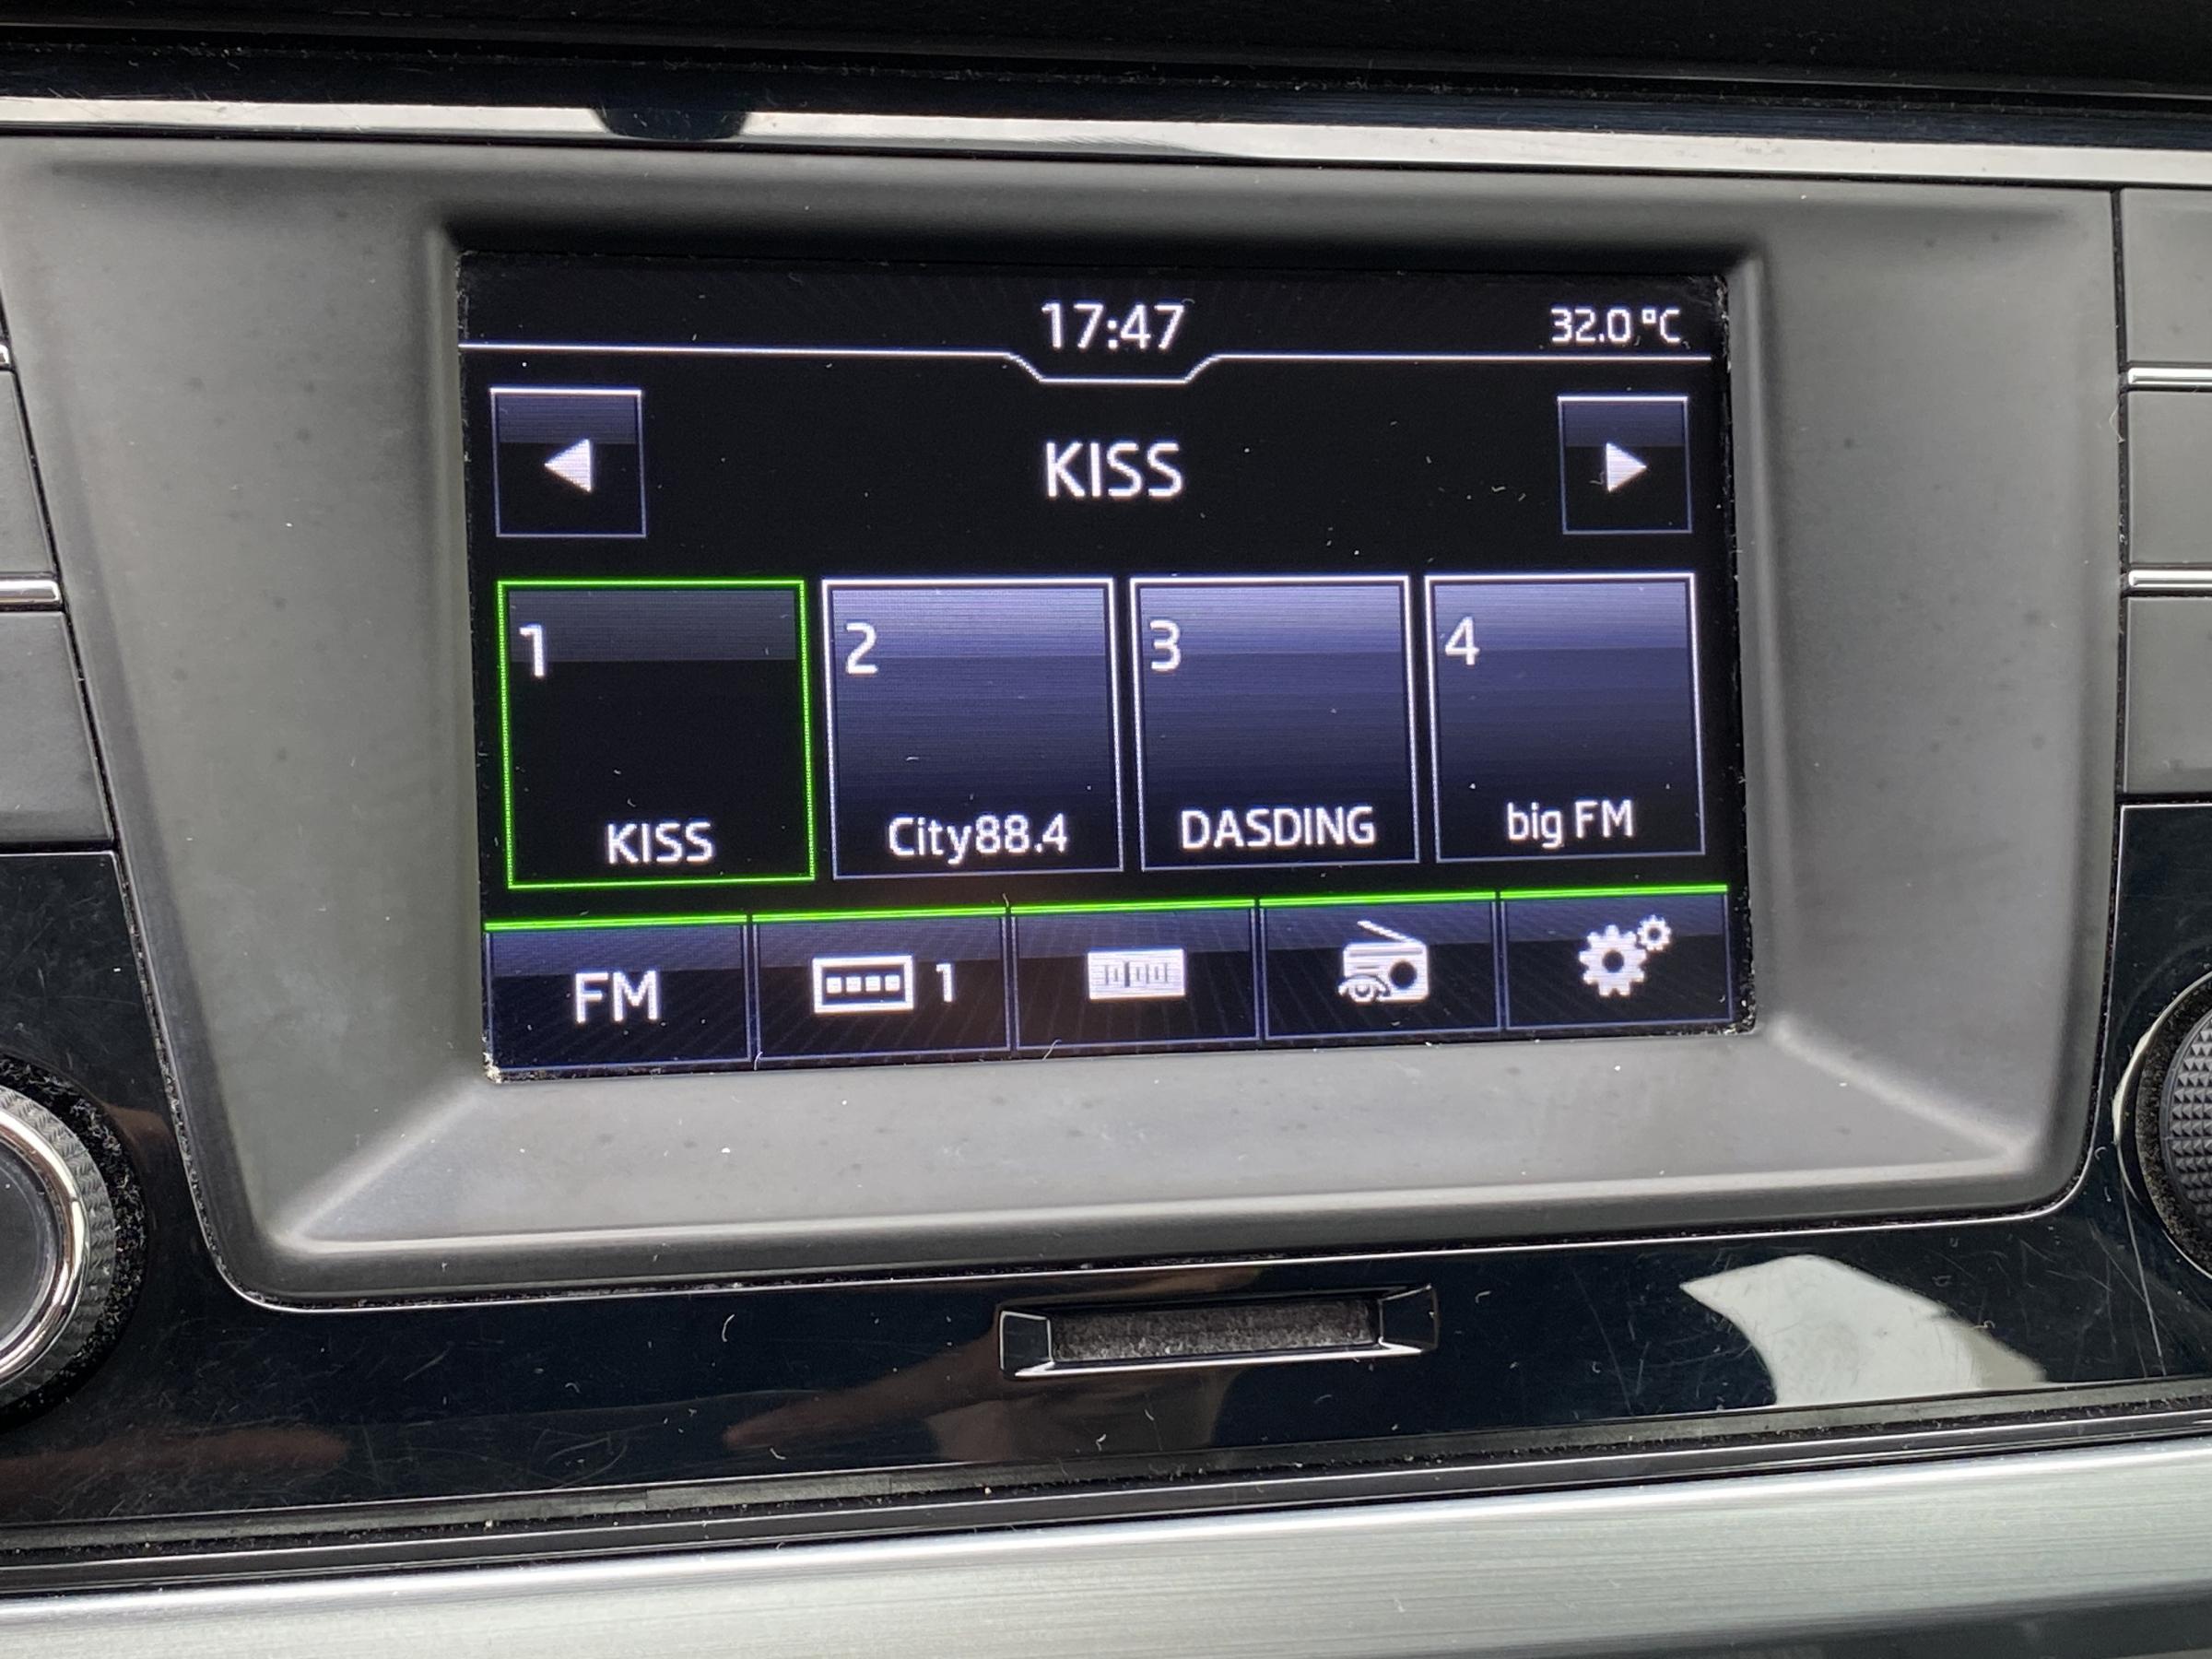 17:47
32.0 °C
KISS
1
2
3
4
KISS
City88.4
DASDING
big FM
FM
1